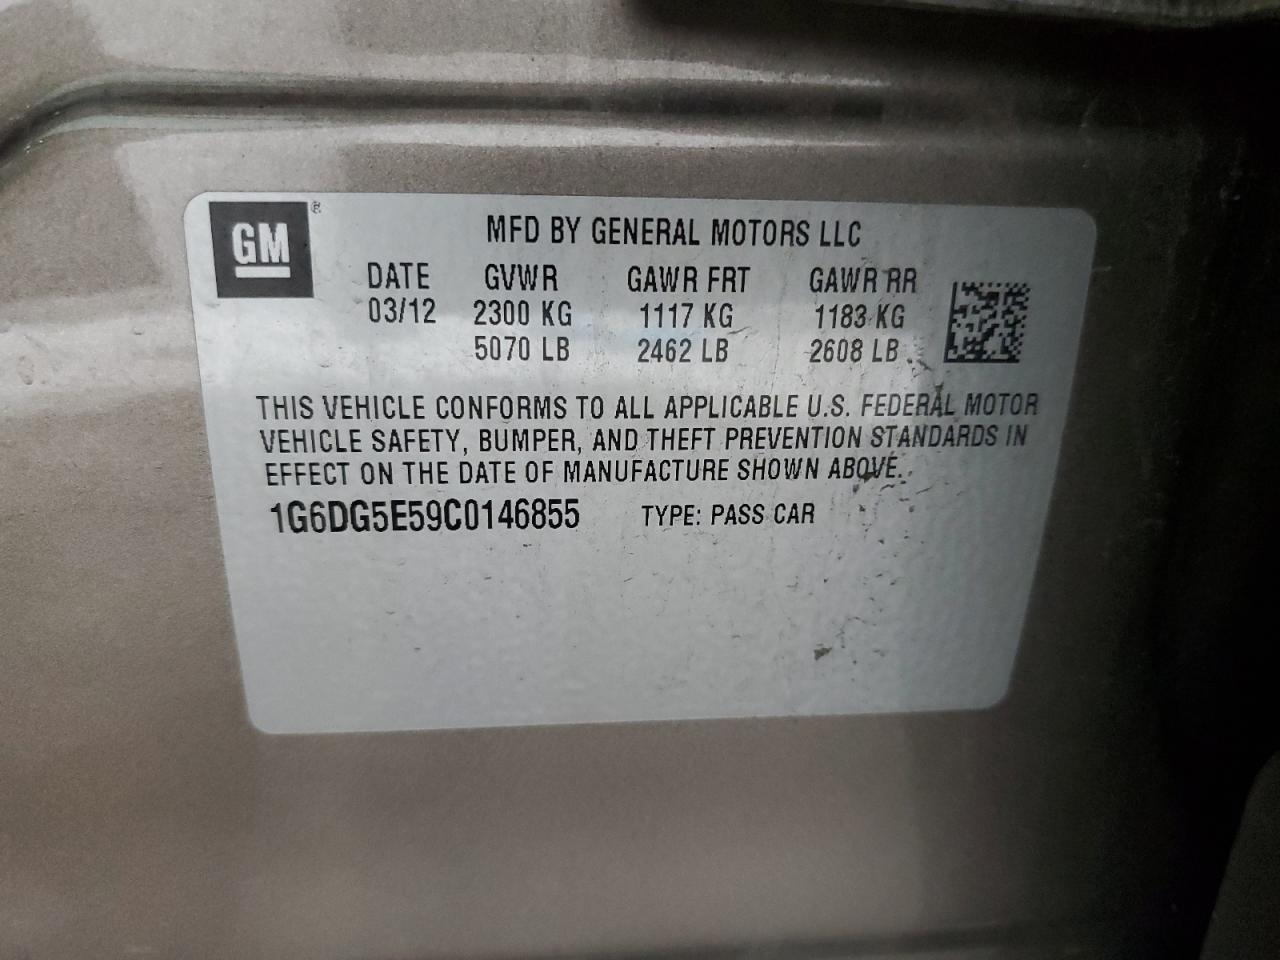 GM®
MFD BY GENERAL MOTORS LLC
DATE GVWR GAWR FRT GAWR RR
03/12 2300 KG 1117 KG 1183 KG
5070 LB 2462 LB 2608 LB
THIS VEHICLE CONFORMS TO ALL APPLICABLE U.S. FEDERAL MOTOR
VEHICLE SAFETY, BUMPER, AND THEFT PREVENTION STANDARDS IN
EFFECT ON THE DATE OF MANUFACTURE SHOWN ABOVE.
1G6DG5E59C0146855 TYPE: PASS CAR